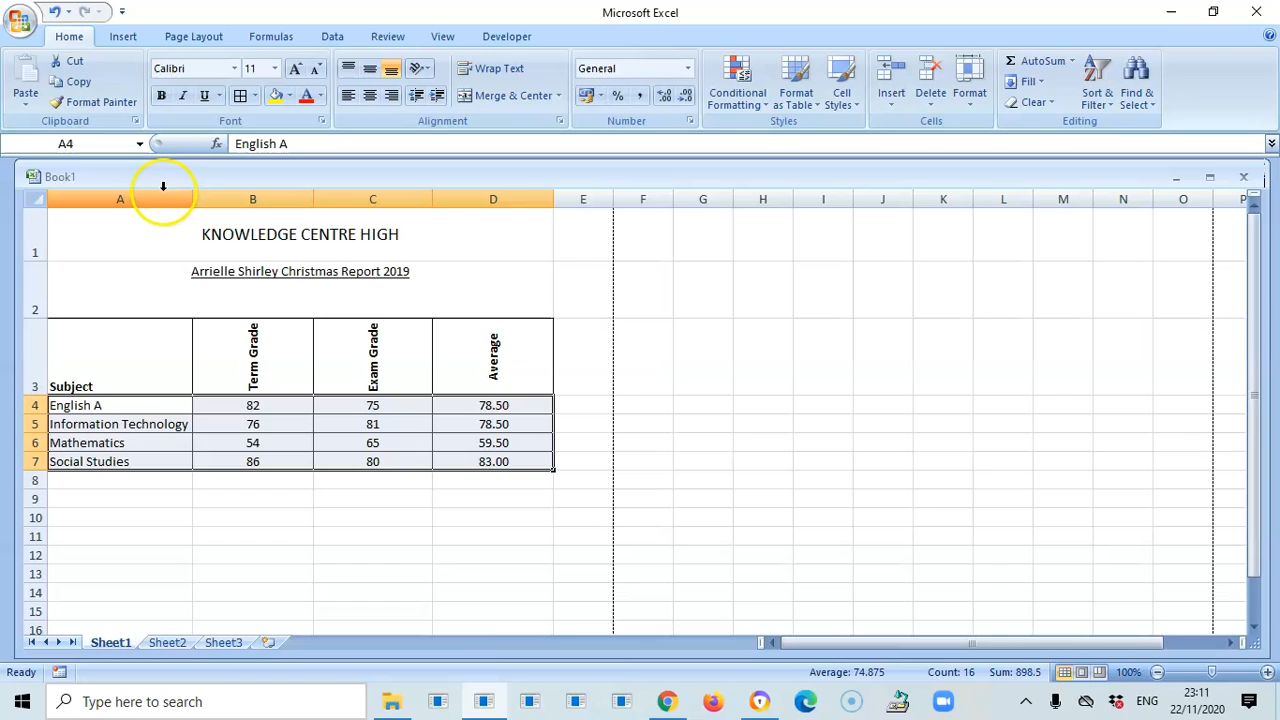 Microsoft Excel
Home Insert Page Layout Formulas Data Review View Developer
Cut
Copy
Format Painter
Paste
Clipboard
Calibri 11
B I U
Font
Wrap Text
Merge & Center
Alignment
General
% ,
Number
Conditional Formatting
Format as Table
Cell Styles
Styles
Insert Delete Format
Cells
Σ AutoSum
Fill
Clear
Sort & Filter
Find & Select
Editing
A4 fx English A
Book1
A B C D E F G H I J K L M N O P
1 KNOWLEDGE CENTRE HIGH
2 Arrielle Shirley Christmas Report 2019
3 Subject Term Grade Exam Grade Average
4 English A 82 75 78.50
5 Information Technology 76 81 78.50
6 Mathematics 54 65 59.50
7 Social Studies 86 80 83.00
8
9
10
11
12
13
14
15
16
Sheet1 Sheet2 Sheet3
Ready Average: 74.875 Count: 16 Sum: 898.5 100%
Type here to search
ENG
23:11
22/11/2020